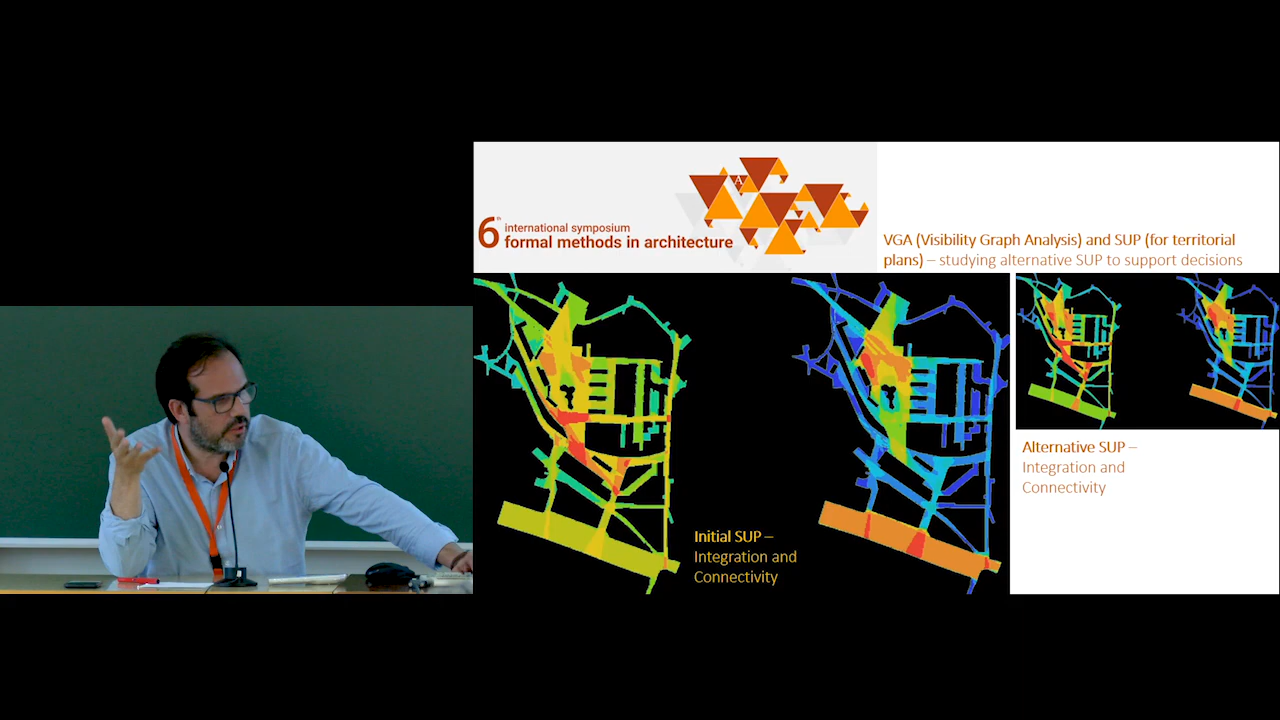 6th international symposium
formal methods in architecture
A
VGA (Visibility Graph Analysis) and SUP (for territorial
plans) – studying alternative SUP to support decisions
Initial SUP –
Integration and
Connectivity
Alternative SUP –
Integration and
Connectivity